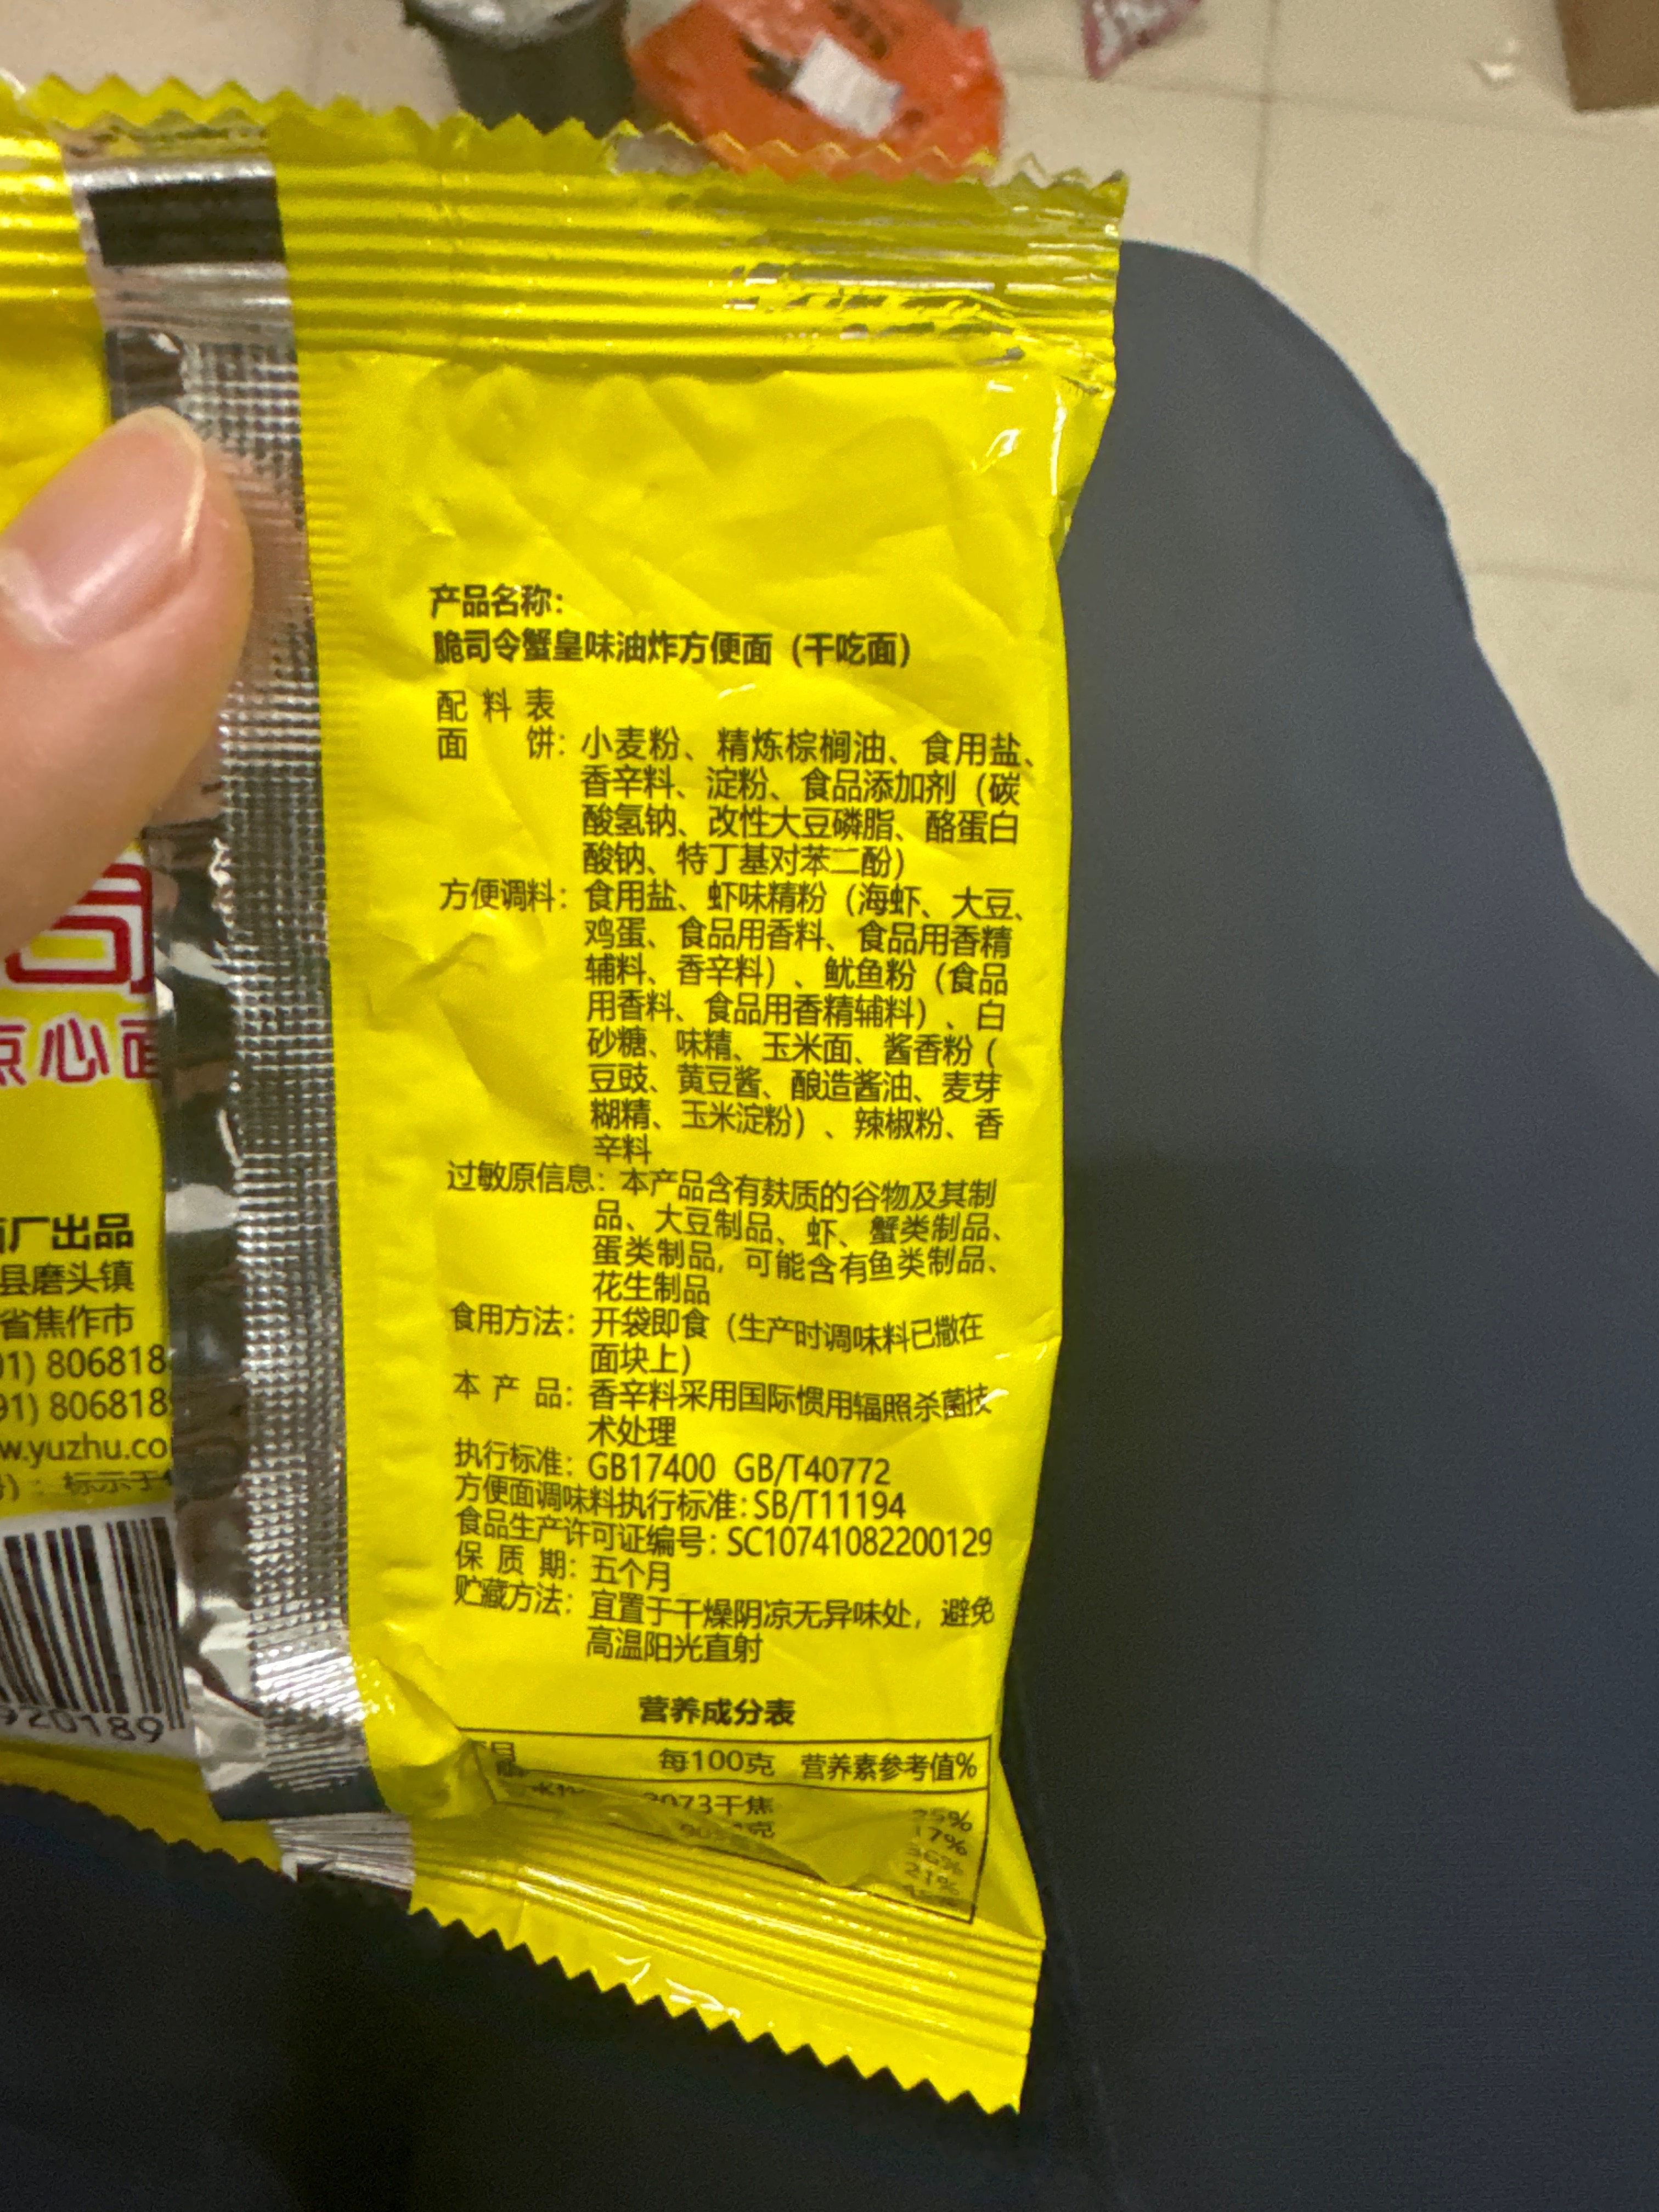 产品名称：
脆司令蟹皇味油炸方便面（干吃面）
配 料 表
面 饼：小麦粉、精炼棕榈油、食用盐、
香辛料、淀粉、食品添加剂（碳
酸氢钠、改性大豆磷脂、酪蛋白
酸钠、特丁基对苯二酚）
方便调料：食用盐、虾味精粉（海虾、大豆、
鸡蛋、食品用香料、食品用香精
辅料、香辛料）、鱿鱼粉（食品
用香料、食品用香精辅料）、白
砂糖、味精、玉米面、酱香粉（
豆豉、黄豆酱、酿造酱油、麦芽
糊精、玉米淀粉）、辣椒粉、香
辛料
过敏原信息：本产品含有麸质的谷物及其制
品、大豆制品、虾、蟹类制品、
蛋类制品，可能含有鱼类制品、
花生制品
食用方法：开袋即食（生产时调味料已撒在
面块上）
本 产 品：香辛料采用国际惯用辐照杀菌技
术处理
执行标准：GB17400 GB/T40772
方便面调味料执行标准：SB/T11194
食品生产许可证编号：SC10741082200129
保 质 期：五个月
贮藏方法：宜置于干燥阴凉无异味处，避免
高温阳光直射
营养成分表
每100克 营养素参考值%
073千焦 25%
克 17%
21%
司
点心面
厂出品
县磨头镇
省焦作市
91) 806818
91) 806818
w.yuzhu.co
标示于
920189